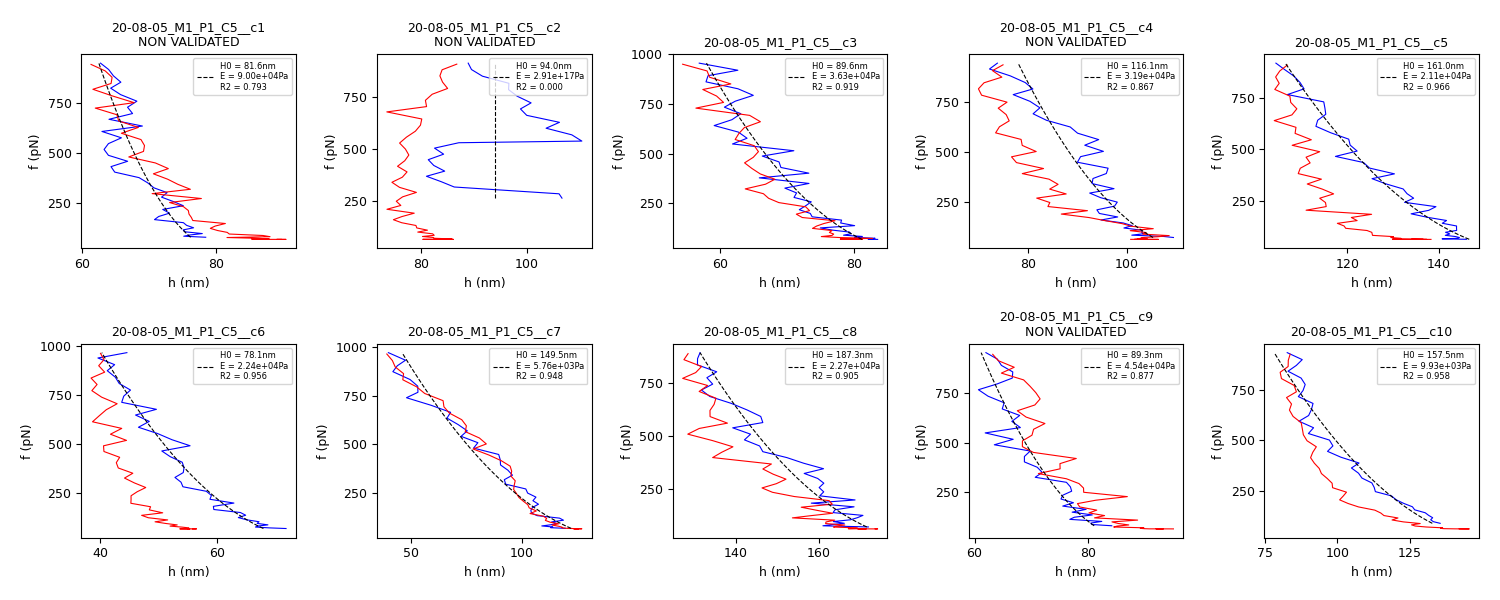 20-08-05_M1_P1_C5__c1
NON VALIDATED
H0 = 81.6nm
E = 9.00e+04Pa
R2 = 0.793
750
500
250
f (pN)
60
80
h (nm)
20-08-05_M1_P1_C5__c2
NON VALIDATED
H0 = 94.0nm
E = 2.91e+17Pa
R2 = 0.000
750
500
250
f (pN)
80
100
h (nm)
20-08-05_M1_P1_C5__c3
H0 = 89.6nm
E = 3.63e+04Pa
R2 = 0.919
1000
750
500
250
f (pN)
60
80
h (nm)
20-08-05_M1_P1_C5__c4
NON VALIDATED
H0 = 116.1nm
E = 3.19e+04Pa
R2 = 0.867
750
500
250
f (pN)
80
100
h (nm)
20-08-05_M1_P1_C5__c5
H0 = 161.0nm
E = 2.11e+04Pa
R2 = 0.966
750
500
250
f (pN)
120
140
h (nm)
20-08-05_M1_P1_C5__c6
H0 = 78.1nm
E = 2.24e+04Pa
R2 = 0.956
1000
750
500
250
f (pN)
40
60
h (nm)
20-08-05_M1_P1_C5__c7
H0 = 149.5nm
E = 5.76e+03Pa
R2 = 0.948
1000
750
500
250
f (pN)
50
100
h (nm)
20-08-05_M1_P1_C5__c8
H0 = 187.3nm
E = 2.27e+04Pa
R2 = 0.905
750
500
250
f (pN)
140
160
h (nm)
20-08-05_M1_P1_C5__c9
NON VALIDATED
H0 = 89.3nm
E = 4.54e+04Pa
R2 = 0.877
750
500
250
f (pN)
60
80
h (nm)
20-08-05_M1_P1_C5__c10
H0 = 157.5nm
E = 9.93e+03Pa
R2 = 0.958
750
500
250
f (pN)
75
100
125
h (nm)